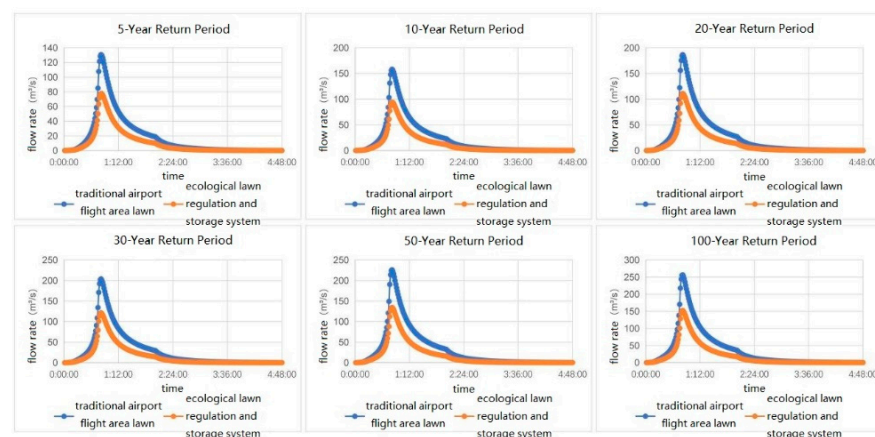 5-Year Return Period
flow rate (m³/s)
140
120
100
80
60
40
20
0
0:00:00 1:12:00 2:24:00 3:36:00 4:48:00
time
traditional airport
flight area lawn
ecological lawn
regulation and
storage system
10-Year Return Period
flow rate (m³/s)
200
150
100
50
0
0:00:00 1:12:00 2:24:00 3:36:00 4:48:00
time
traditional airport
flight area lawn
ecological lawn
regulation and
storage system
20-Year Return Period
flow rate (m³/s)
200
150
100
50
0
0:00:00 1:12:00 2:24:00 3:36:00 4:48:00
time
traditional airport
flight area lawn
ecological lawn
regulation and
storage system
30-Year Return Period
flow rate (m³/s)
250
200
150
100
50
0
0:00:00 1:12:00 2:24:00 3:36:00 4:48:00
time
traditional airport
flight area lawn
ecological lawn
regulation and
storage system
50-Year Return Period
flow rate (m³/s)
250
200
150
100
50
0
0:00:00 1:12:00 2:24:00 3:36:00 4:48:00
time
traditional airport
flight area lawn
ecological lawn
regulation and
storage system
100-Year Return Period
flow rate (m³/s)
300
250
200
150
100
50
0
0:00:00 1:12:00 2:24:00 3:36:00 4:48:00
time
traditional airport
flight area lawn
ecological lawn
regulation and
storage system